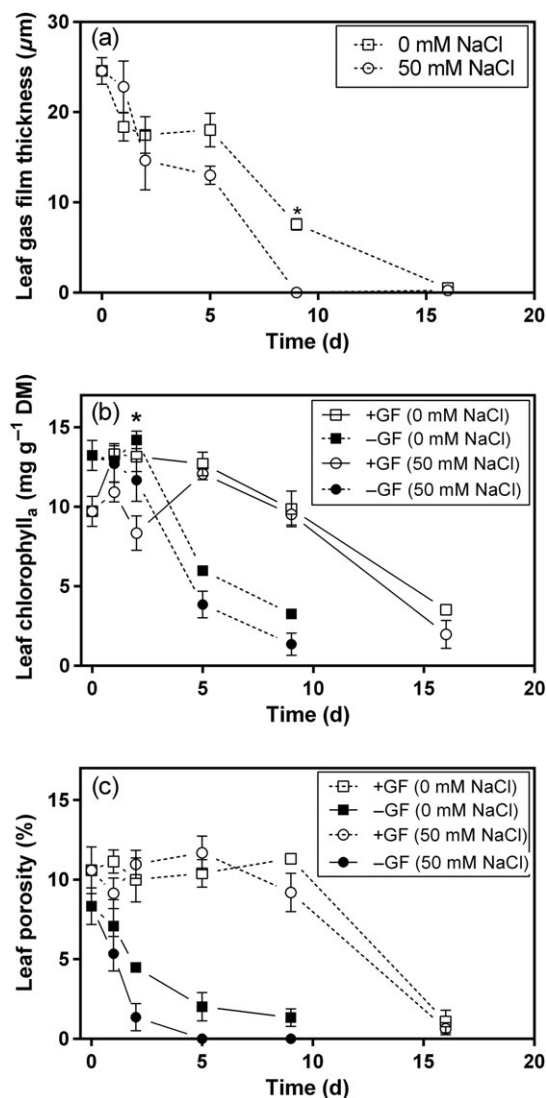 (a)
0 mM NaCl
50 mM NaCl
Leaf gas film thickness (µm)
30
20
10
0
*
0
5
10
15
20
Time (d)
(b)
*
+GF (0 mM NaCl)
−GF (0 mM NaCl)
+GF (50 mM NaCl)
−GF (50 mM NaCl)
Leaf chlorophyllₐ (mg g⁻¹ DM)
15
10
5
0
0
5
10
15
20
Time (d)
(c)
+GF (0 mM NaCl)
−GF (0 mM NaCl)
+GF (50 mM NaCl)
−GF (50 mM NaCl)
Leaf porosity (%)
15
10
5
0
0
5
10
15
20
Time (d)